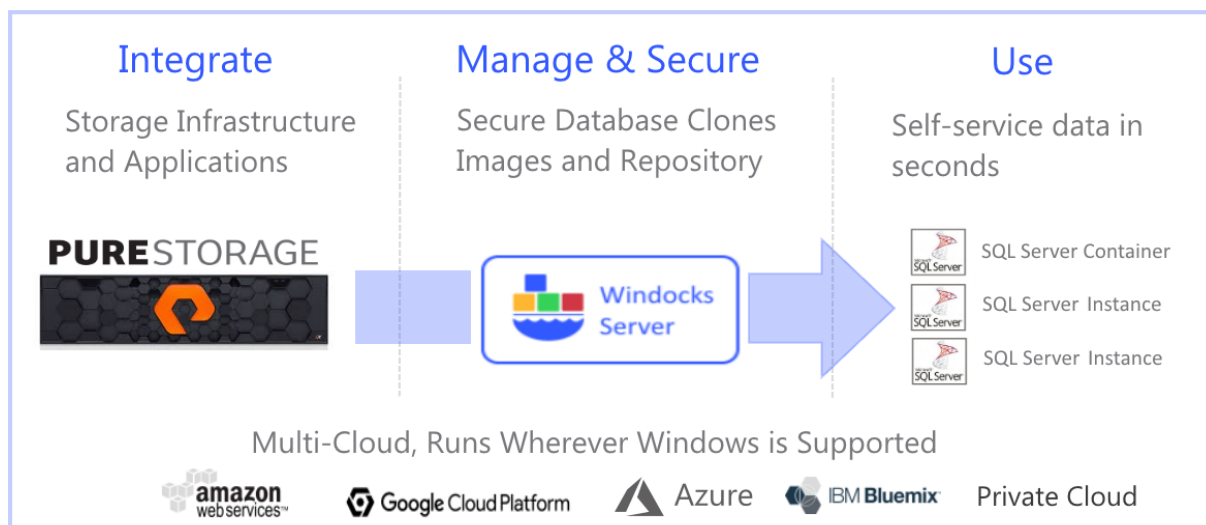 Integrate
Storage Infrastructure
and Applications
PURESTORAGE
Manage & Secure
Secure Database Clones
Images and Repository
Windocks
Server
Use
Self-service data in
seconds
SQL Server
SQL Server Container
SQL Server
SQL Server Instance
SQL Server
SQL Server Instance
Multi-Cloud, Runs Wherever Windows is Supported
amazon
webservices™
Google Cloud Platform
Azure
IBM Bluemix
Private Cloud